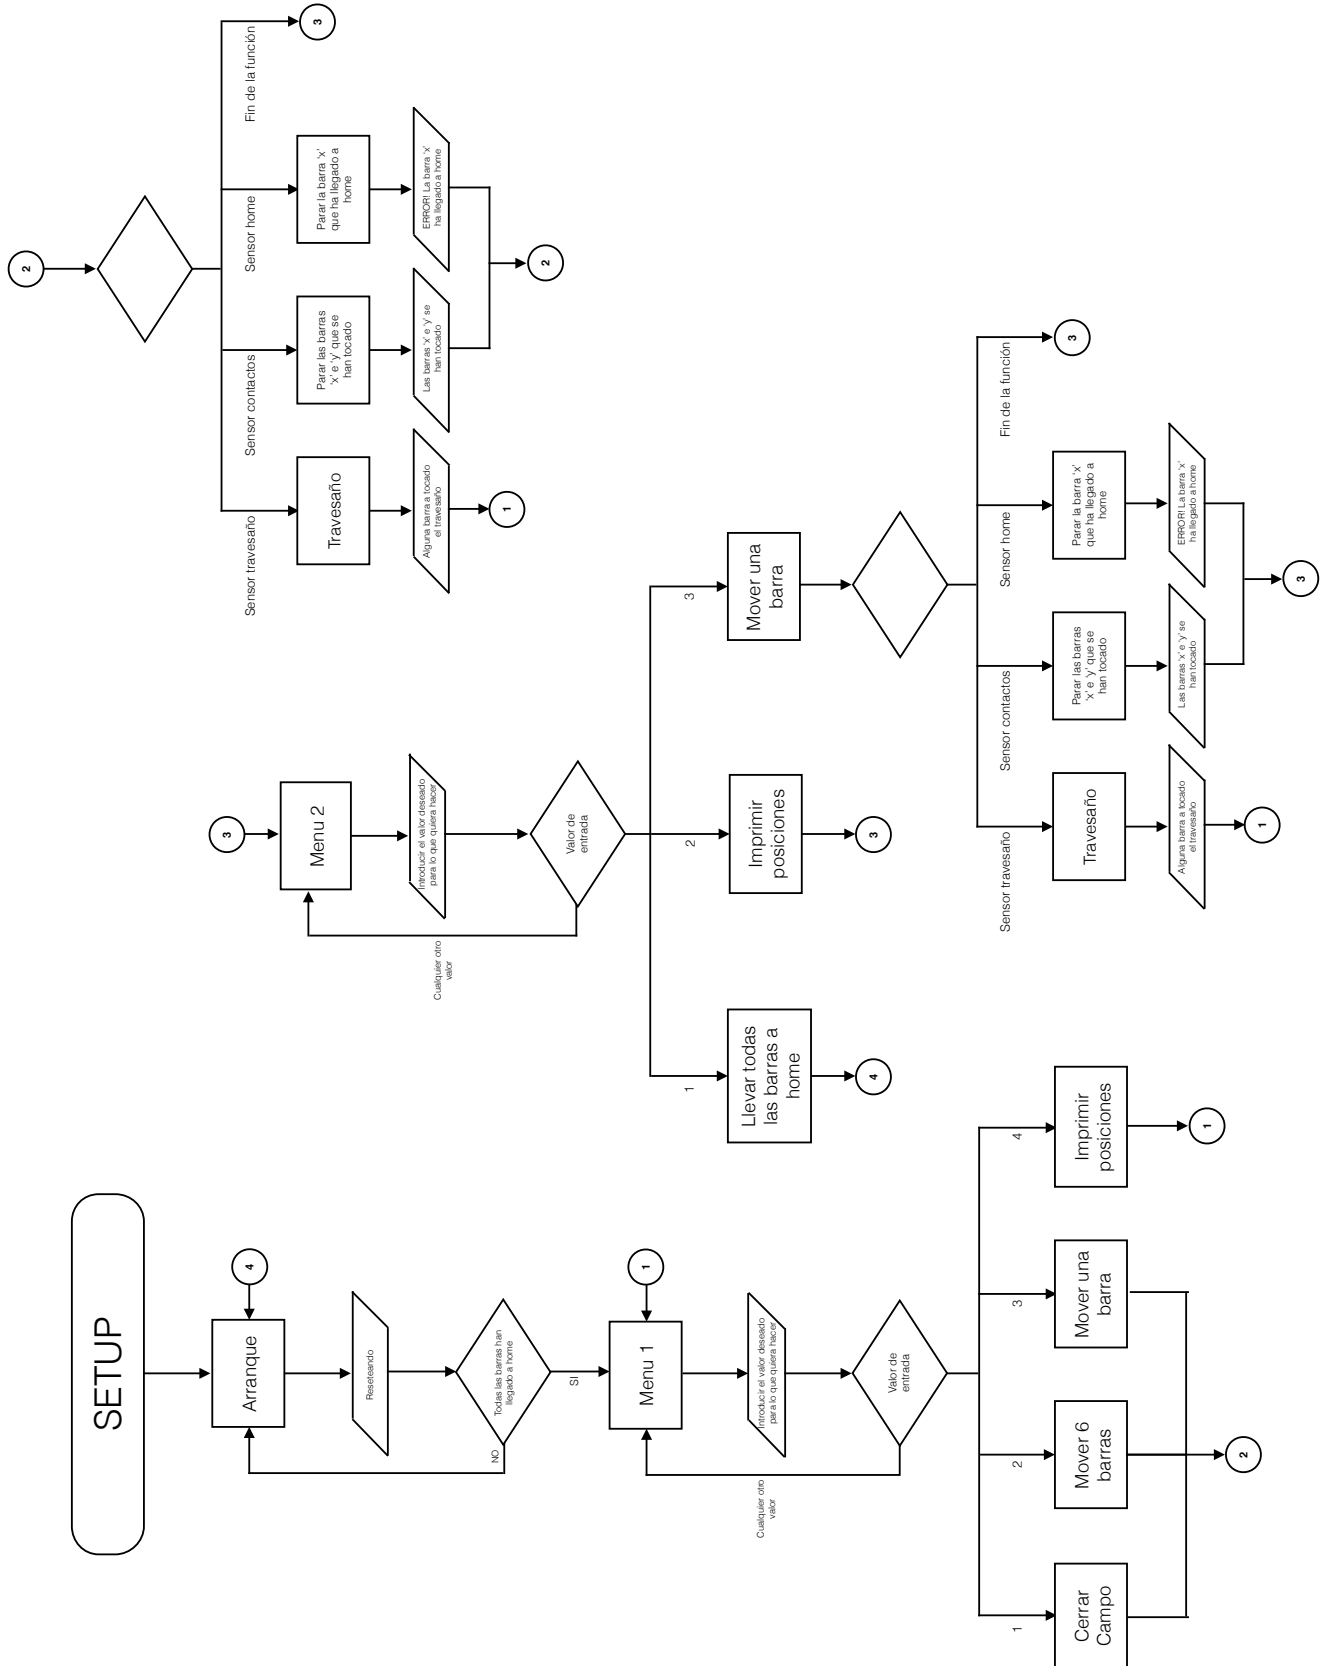 SETUP
4
Arranque
Reseteando
Todas las barras han
llegado a home
NO
SI
1
Menu 1
Introducir el valor deseado
para lo que quiera hacer
Valor de
entrada
Cualquier otro
valor
1
2
3
4
Cerrar
Campo
Mover 6
barras
Mover una
barra
Imprimir
posiciones
2
1
3
Menu 2
Introducir el valor deseado
para lo que quiera hacer
Valor de
entrada
Cualquier otro
valor
1
2
3
Llevar todas
las barras a
home
Imprimir
posiciones
Mover una
barra
4
3
Sensor travesaño
Sensor contactos
Sensor home
Fin de la función
Travesaño
Parar las barras
'x' e 'y' que se
han tocado
Parar la barra 'x'
que ha llegado a
home
3
Alguna barra a tocado
el travesaño
Las barras 'x' e 'y' se
han tocado
ERROR! La barra 'x'
ha llegado a home
1
3
2
Sensor travesaño
Sensor contactos
Sensor home
Fin de la función
Travesaño
Parar las barras
'x' e 'y' que se
han tocado
Parar la barra 'x'
que ha llegado a
home
3
Alguna barra a tocado
el travesaño
Las barras 'x' e 'y' se
han tocado
ERROR! La barra 'x'
ha llegado a home
1
2